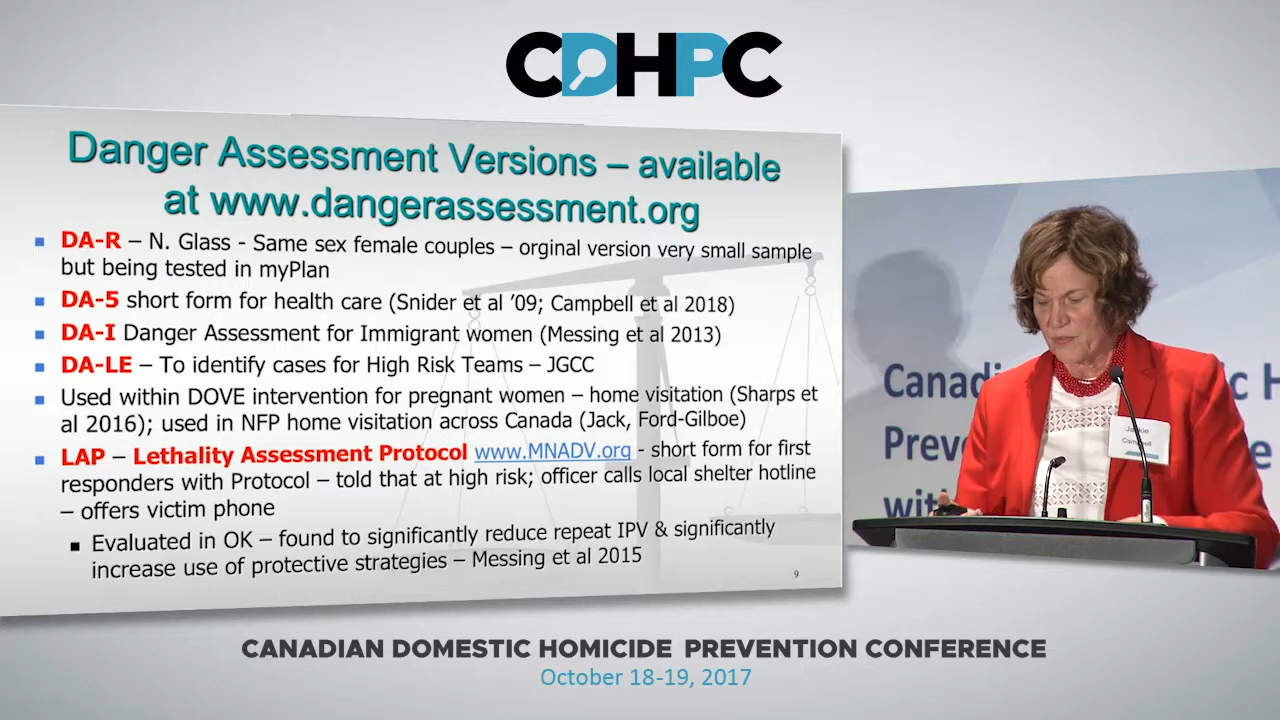 CDHPC
Danger Assessment Versions – available
at www.dangerassessment.org
DA-R – N. Glass - Same sex female couples – orginal version very small sample
but being tested in myPlan
DA-5 short form for health care (Snider et al ’09; Campbell et al 2018)
DA-I Danger Assessment for Immigrant women (Messing et al 2013)
DA-LE – To identify cases for High Risk Teams – JGCC
Used within DOVE intervention for pregnant women – home visitation (Sharps et
al 2016); used in NFP home visitation across Canada (Jack, Ford-Gilboe)
LAP – Lethality Assessment Protocol www.MNADV.org - short form for first
responders with Protocol – told that at high risk; officer calls local shelter hotline
– offers victim phone
Evaluated in OK – found to significantly reduce repeat IPV & significantly
increase use of protective strategies – Messing et al 2015
9
Canadi c H
Preve e
with
Jackie
Campbell
CANADIAN DOMESTIC HOMICIDE PREVENTION CONFERENCE
October 18-19, 2017